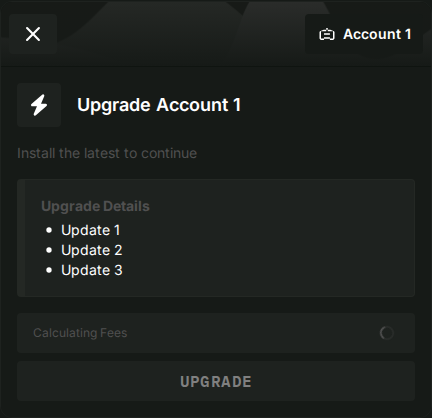 Account 1
Upgrade Account 1
Install the latest to continue
Upgrade Details
• Update 1
• Update 2
• Update 3
Calculating Fees
UPGRADE